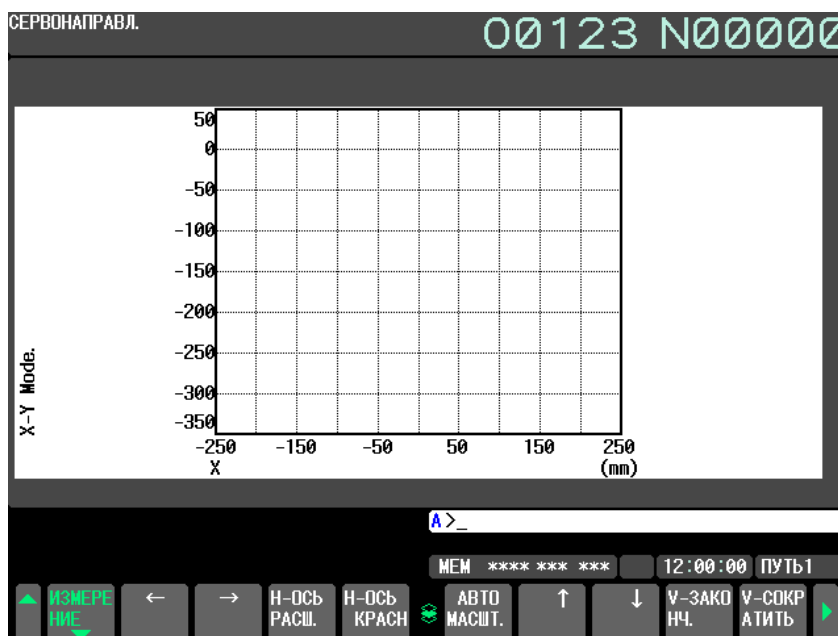 СЕРВОНАПРАВЛ.
O0123 N00000
50
0
-50
-100
-150
-200
-250
-300
-350
X-Y Mode.
-250 -150 -50 50 150 250
X (mm)
A>_
MEM **** *** *** 12:00:00 ПУТЬ1
ИЗМЕРЕ ← → H-ОСЬ H-ОСЬ АВТО ↑ ↓ V-ЗАКО V-СОКР
НИЕ РАСШ. КРАСН МАСШТ. НЧ. АТИТЬ